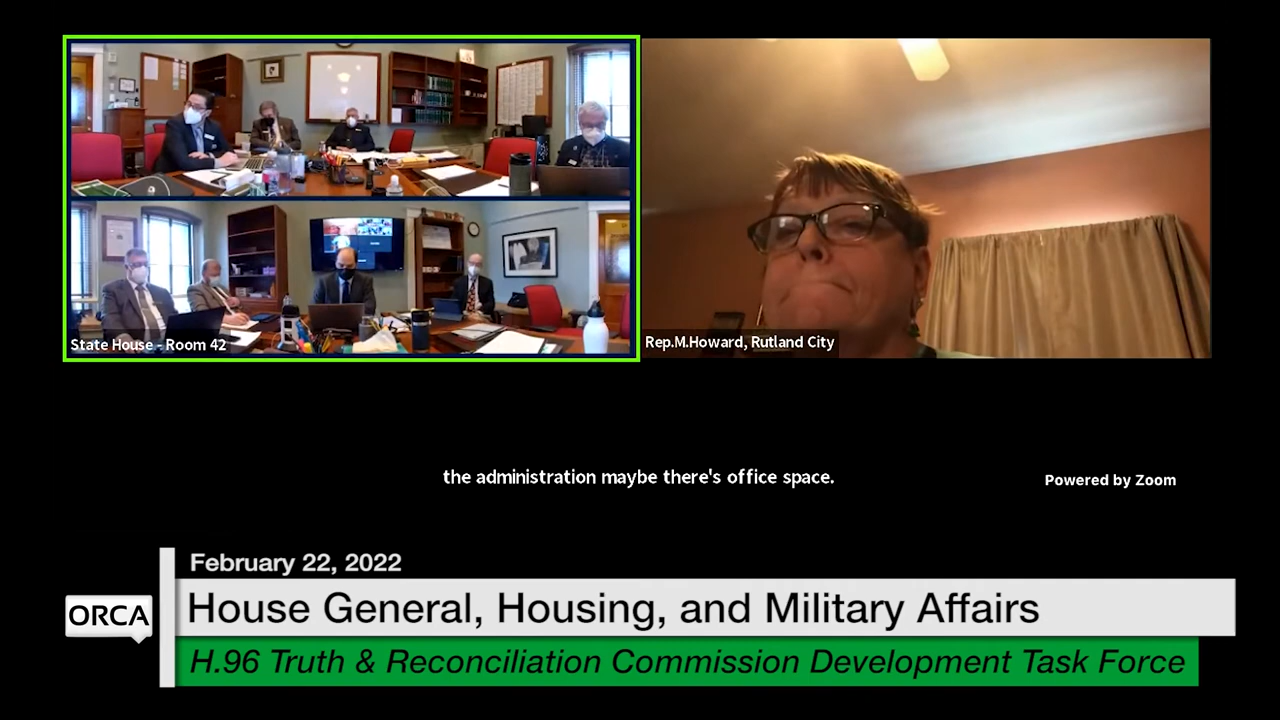 State House - Room 42
Rep.M.Howard, Rutland City
the administration maybe there's office space.
Powered by Zoom
February 22, 2022
ORCA
House General, Housing, and Military Affairs
H.96 Truth & Reconciliation Commission Development Task Force